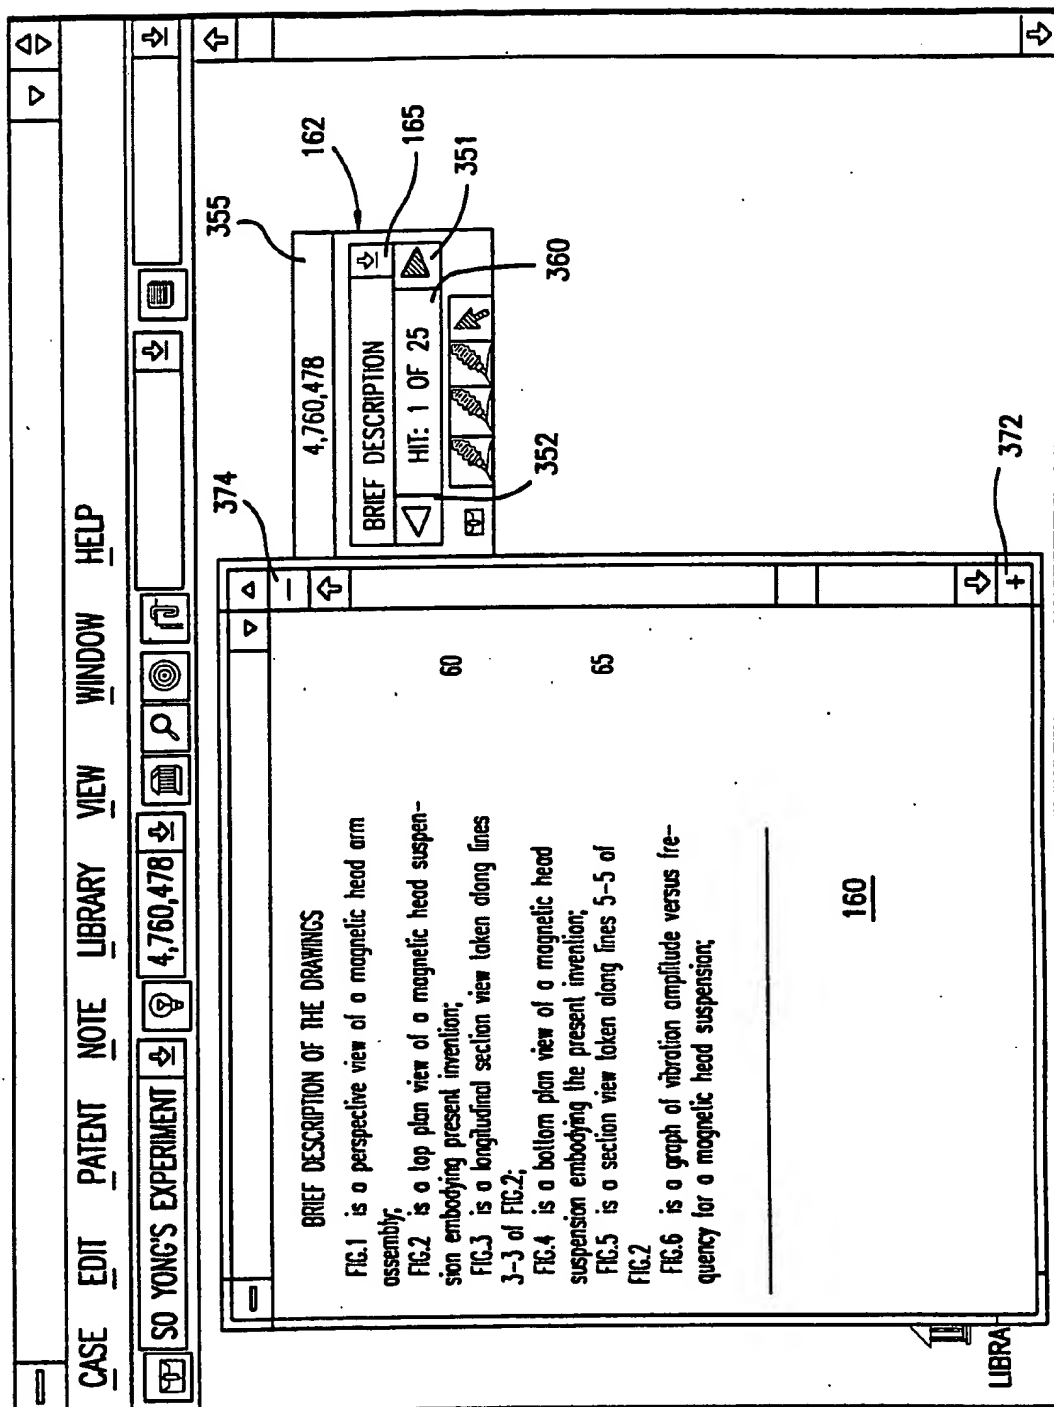 CASE EDIT PATENT NOTE LIBRARY VIEW WINDOW HELP
SO YONG'S EXPERIMENT 4,760,478
374
355
162
165
351
360
352
372
4,760,478
BRIEF DESCRIPTION
HIT: 1 OF 25
BRIEF DESCRIPTION OF THE DRAWINGS
FIG.1 is a perspective view of a magnetic head arm
assembly;
FIG.2 is a top plan view of a magnetic head suspen-
sion embodying present invention;
60
FIG.3 is a longitudinal section view taken along lines
3-3 of FIG.2;
FIG.4 is a bottom plan view of a magnetic head
suspension embodying the present invention;
FIG.5 is a section view taken along lines 5-5 of
65
FIG.2
FIG.6 is a graph of vibration amplitude versus fre-
quency for a magnetic head suspension;
160
LIBRA